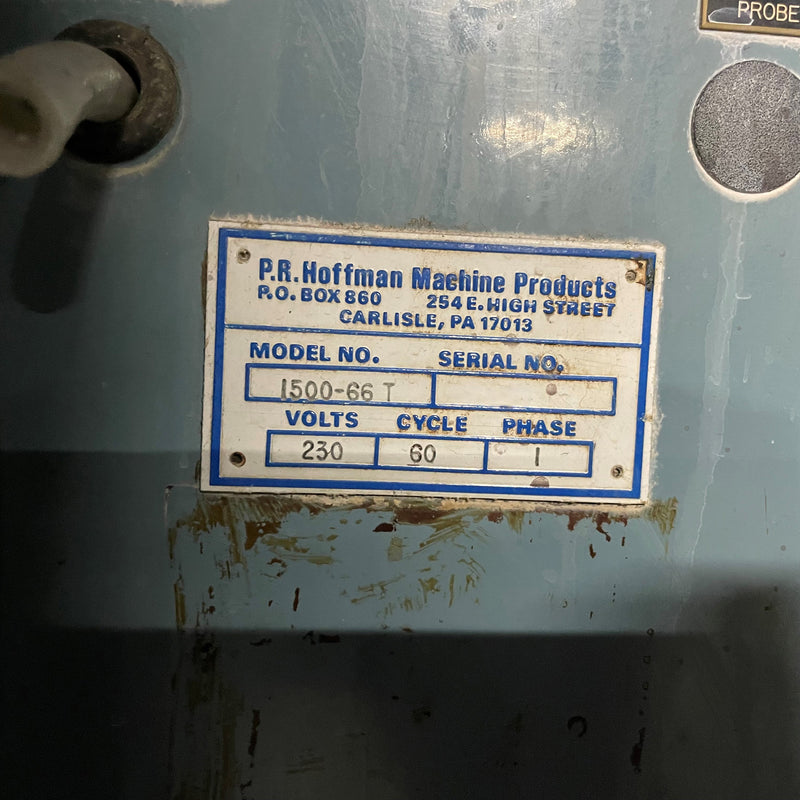 PROBE
P.R. Hoffman Machine Products
P.O. BOX 860 254 E. HIGH STREET
CARLISLE, PA 17013
MODEL NO. SERIAL NO.
1500-66 T
VOLTS CYCLE PHASE
230 60 1